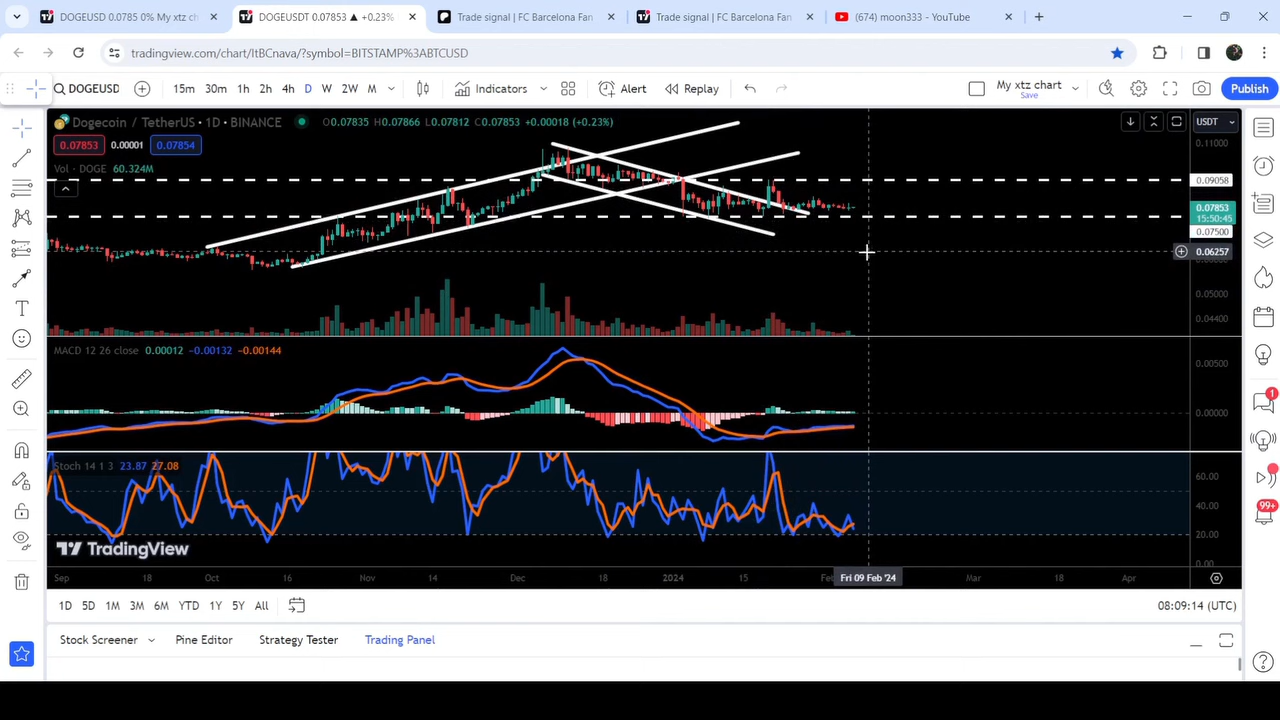 DOGEUSD 0.0785 0% My xtz ch
DOGEUSDT 0.07853 ▲ +0.23%
Trade signal | FC Barcelona Fan
Trade signal | FC Barcelona Fan
(674) moon333 - YouTube
tradingview.com/chart/ItBCnava/?symbol=BITSTAMP%3ABTCUSD
DOGEUSD
15m 30m 1h 2h 4h D W 2W M
Indicators
Alert
Replay
My xtz chart
Save
Publish
Dogecoin / TetherUS · 1D · BINANCE
O0.07835 H0.07866 L0.07812 C0.07853 +0.00018 (+0.23%)
USDT
0.07853 0.00001 0.07854
Vol · DOGE 60.324M
0.11000
0.09058
0.07853
15:50:45
0.07500
0.06257
0.05000
0.04400
MACD 12 26 close 0.00012 -0.00132 -0.00144
0.00500
0.00000
Stoch 14 1 3 23.87 27.08
60.00
40.00
20.00
0.00
TradingView
Sep 18 Oct 16 Nov 14 Dec 18 2024 15 Fri 09 Feb '24 Mar 18 Apr
1D 5D 1M 3M 6M YTD 1Y 5Y All
08:09:14 (UTC)
Stock Screener
Pine Editor
Strategy Tester
Trading Panel
1
99+